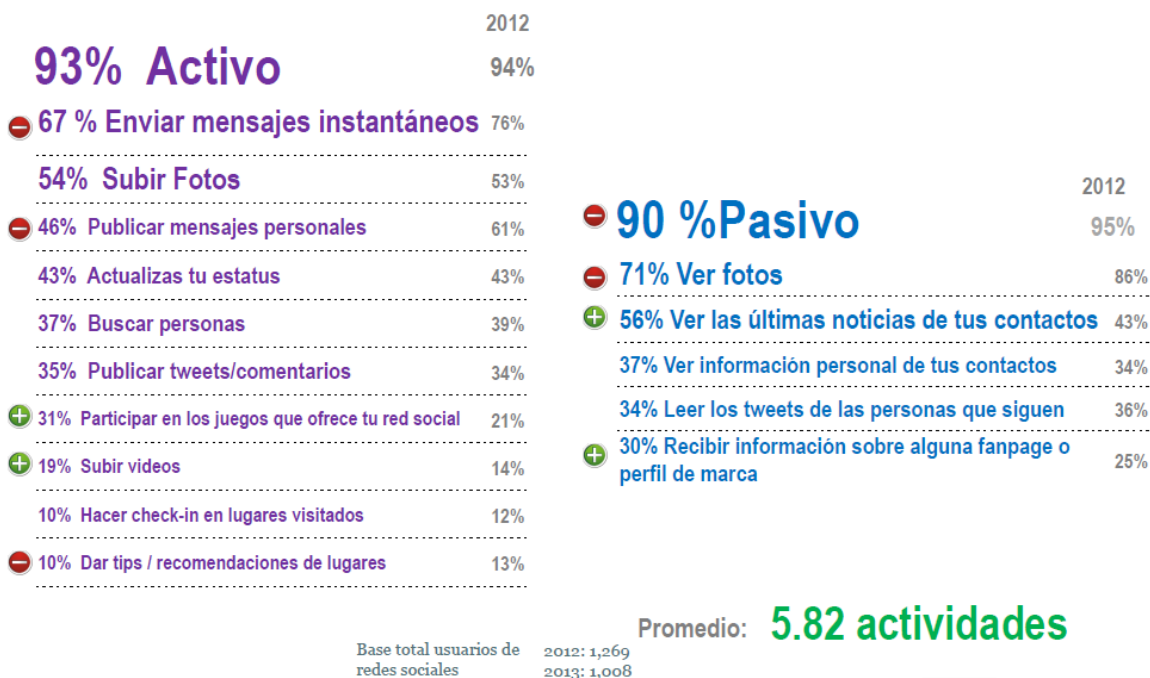 2012
93% Activo 94%
67 % Enviar mensajes instantáneos 76%
54% Subir Fotos 53%
46% Publicar mensajes personales 61%
43% Actualizas tu estatus 43%
37% Buscar personas 39%
35% Publicar tweets/comentarios 34%
31% Participar en los juegos que ofrece tu red social 21%
19% Subir videos 14%
10% Hacer check-in en lugares visitados 12%
10% Dar tips / recomendaciones de lugares 13%
2012
90 %Pasivo 95%
71% Ver fotos 86%
56% Ver las últimas noticias de tus contactos 43%
37% Ver información personal de tus contactos 34%
34% Leer los tweets de las personas que siguen 36%
30% Recibir información sobre alguna fanpage o
perfil de marca 25%
Promedio: 5.82 actividades
Base total usuarios de 2012: 1,269
redes sociales 2013: 1,008